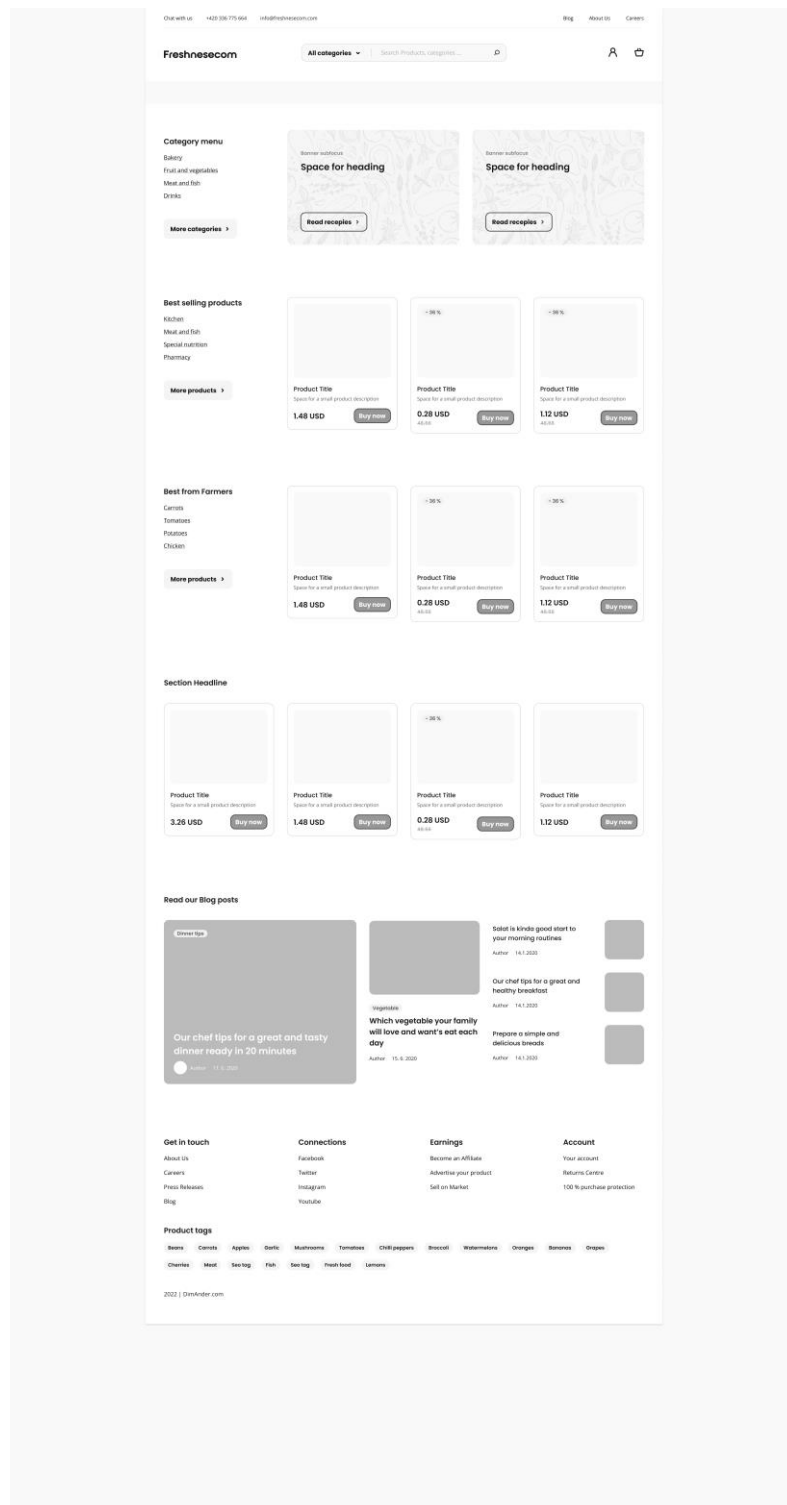 Chat with us +420 336 775 664 info@freshnesecom.com Blog About Us Careers
Freshnesecom All categories Search Products, categories ...
Category menu
Bakery
Fruit and vegetables
Meat and fish
Drinks
More categories
Banner subfocus
Space for heading
Read recepies
Banner subfocus
Space for heading
Read recepies
Best selling products
Kitchen
Meat and fish
Special nutrition
Pharmacy
More products
Product Title
Space for a small product description
1.48 USD Buy now
- 36 %
Product Title
Space for a small product description
0.28 USD Buy now
- 36 %
Product Title
Space for a small product description
1.12 USD Buy now
Best from Farmers
Carrots
Tomatoes
Potatoes
Chicken
More products
Product Title
Space for a small product description
1.48 USD Buy now
- 36 %
Product Title
Space for a small product description
0.28 USD Buy now
- 36 %
Product Title
Space for a small product description
1.12 USD Buy now
Section Headline
Product Title
Space for a small product description
3.26 USD Buy now
Product Title
Space for a small product description
1.48 USD Buy now
- 36 %
Product Title
Space for a small product description
0.28 USD Buy now
Product Title
Space for a small product description
1.12 USD Buy now
Read our Blog posts
Dinner tips
Our chef tips for a great and tasty
dinner ready in 20 minutes
Author 17. 6. 2020
Vegetable
Which vegetable your family
will love and want's eat each
day
Author 15. 6. 2020
Salat is kinda good start to
your morning routines
Author 14.1.2020
Our chef tips for a great and
healthy breakfast
Author 14.1.2020
Prepare a simple and
delicious breads
Author 14.1.2020
Get in touch
About Us
Careers
Press Releases
Blog
Connections
Facebook
Twitter
Instagram
Youtube
Earnings
Become an Affiliate
Advertise your product
Sell on Market
Account
Your account
Returns Centre
100 % purchase protection
Product tags
Beans Carrots Apples Garlic Mushrooms Tomatoes Chilli peppers Broccoli Watermelons Oranges Bananas Grapes
Cherries Meat Seo tag Fish Seo tag Fresh food Lemons
2022 | DimAnder.com